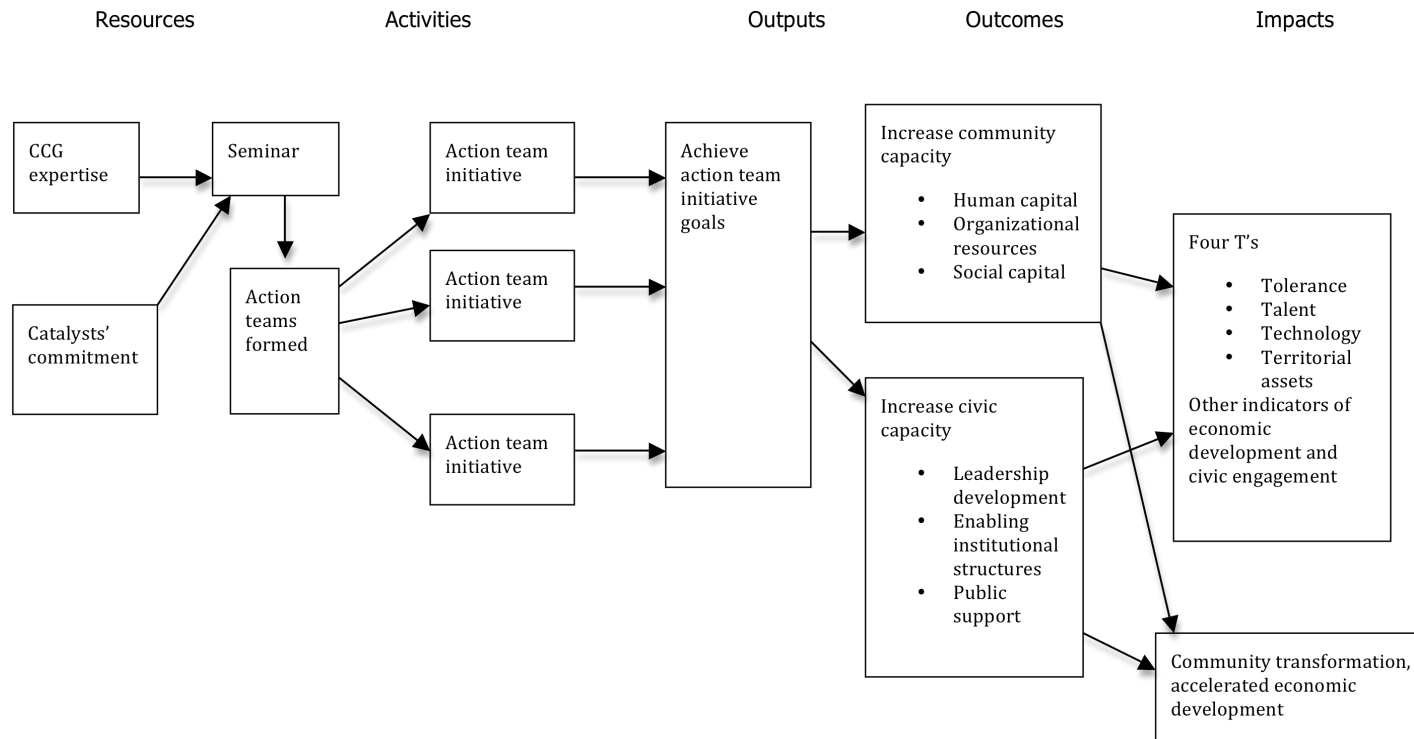 Resources
Activities
Outputs
Outcomes
Impacts
CCG
expertise
Catalysts’
commitment
Seminar
Action
teams
formed
Action team
initiative
Action team
initiative
Action team
initiative
Achieve
action team
initiative
goals
Increase community
capacity
• Human capital
• Organizational
resources
• Social capital
Increase civic
capacity
• Leadership
development
• Enabling
institutional
structures
• Public
support
Four T’s
• Tolerance
• Talent
• Technology
• Territorial
assets
Other indicators of
economic
development and
civic engagement
Community transformation,
accelerated economic
development